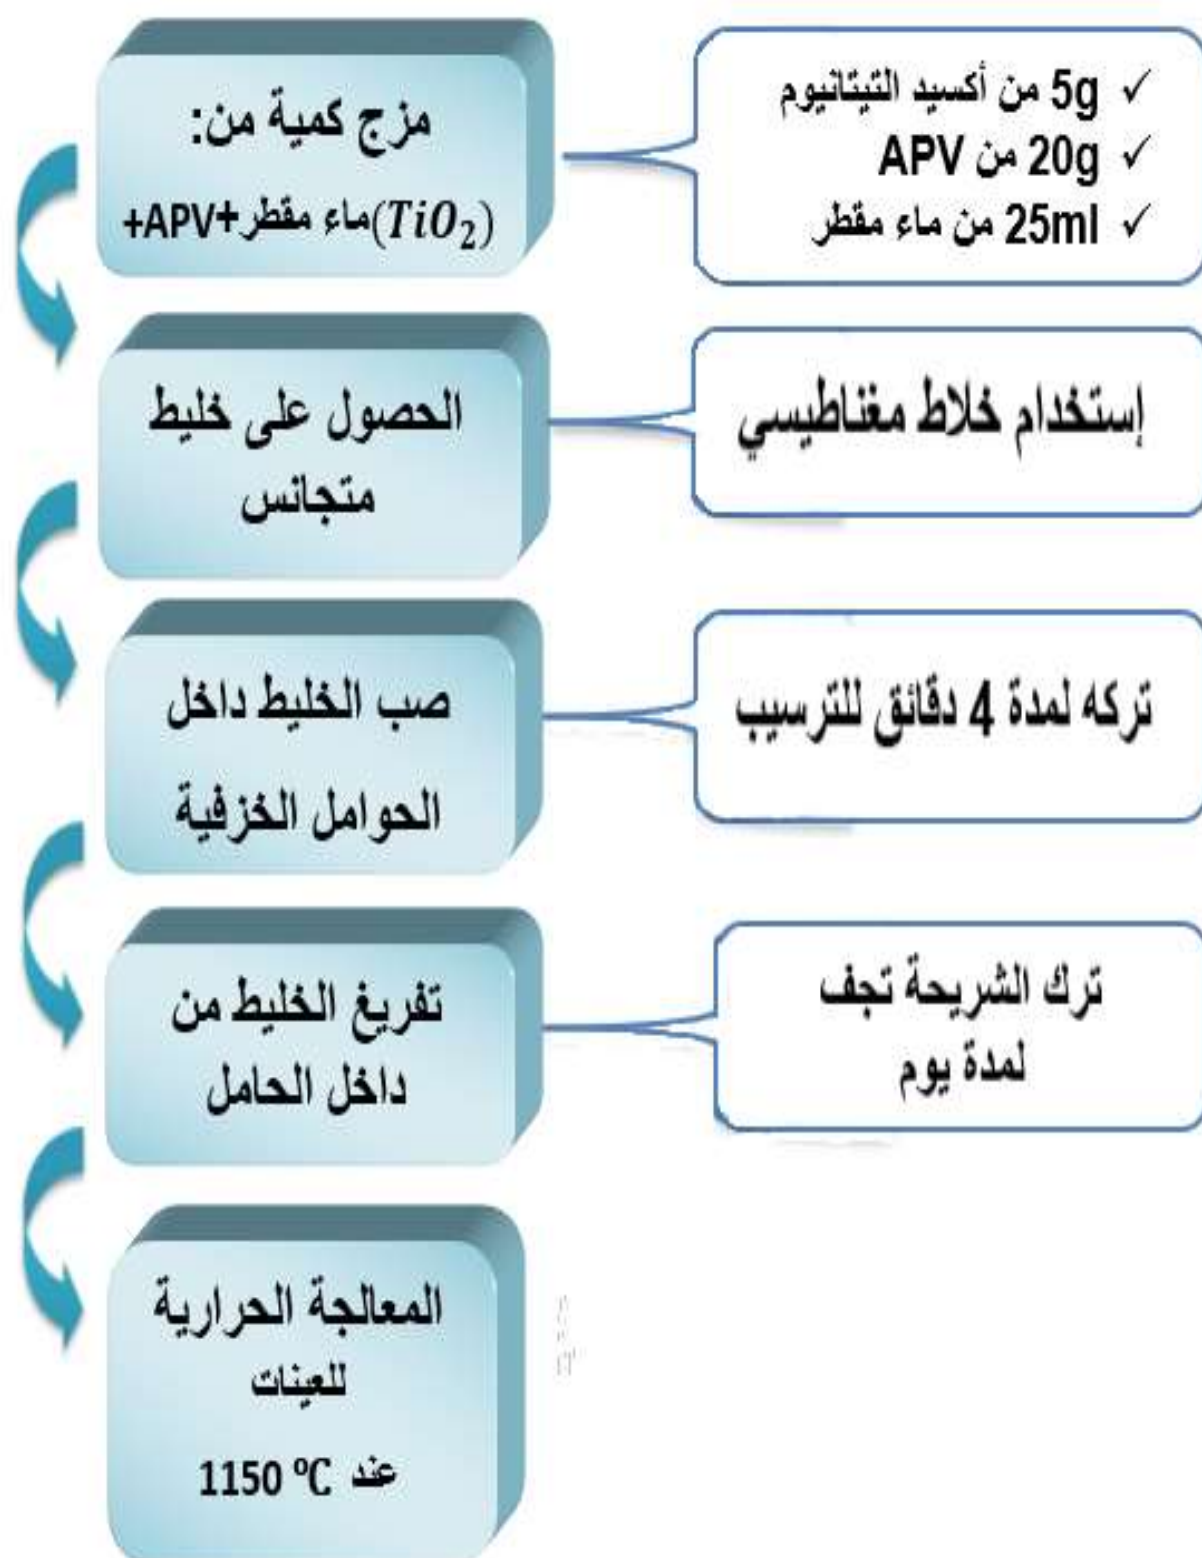 مزج كمية من:
(TiO₂)ماء مقطر+APV+
✓ 5g من أكسيد التيتانيوم
✓ 20g من APV
✓ 25ml من ماء مقطر
الحصول على خليط
متجانس
إستخدام خلاط مغناطيسي
صب الخليط داخل
الحوامل الخزفية
تركه لمدة 4 دقائق للترسيب
تفريغ الخليط من
داخل الحامل
ترك الشريحة تجف
لمدة يوم
المعالجة الحرارية
للعينات
عند 1150 ºC